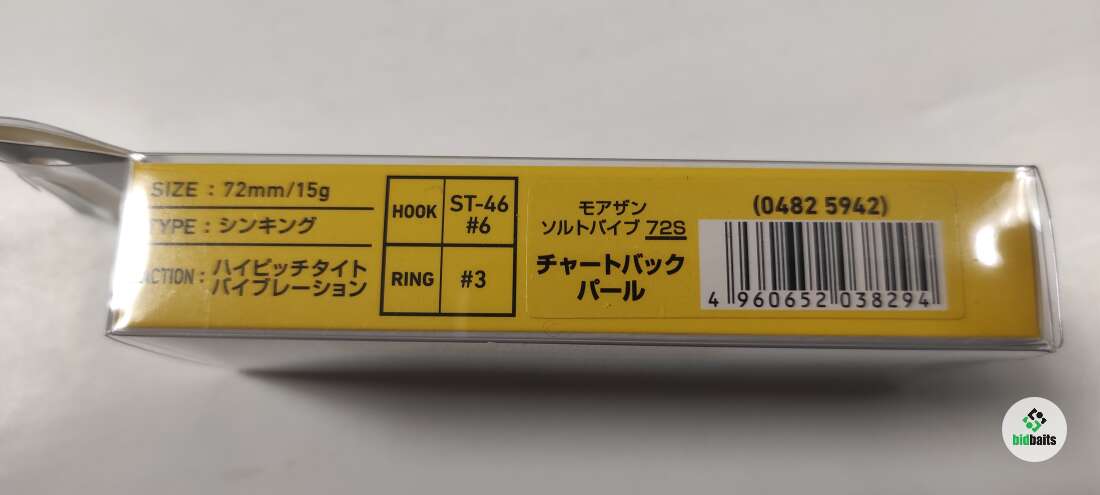 SIZE : 72mm/15g
TYPE : シンキング
ACTION : ハイピッチタイト
バイブレーション
HOOK ST-46
#6
RING #3
モアザン
ソルトバイブ 72S
チャートバック
パール
(0482 5942)
4 960652 038294
bidbaits